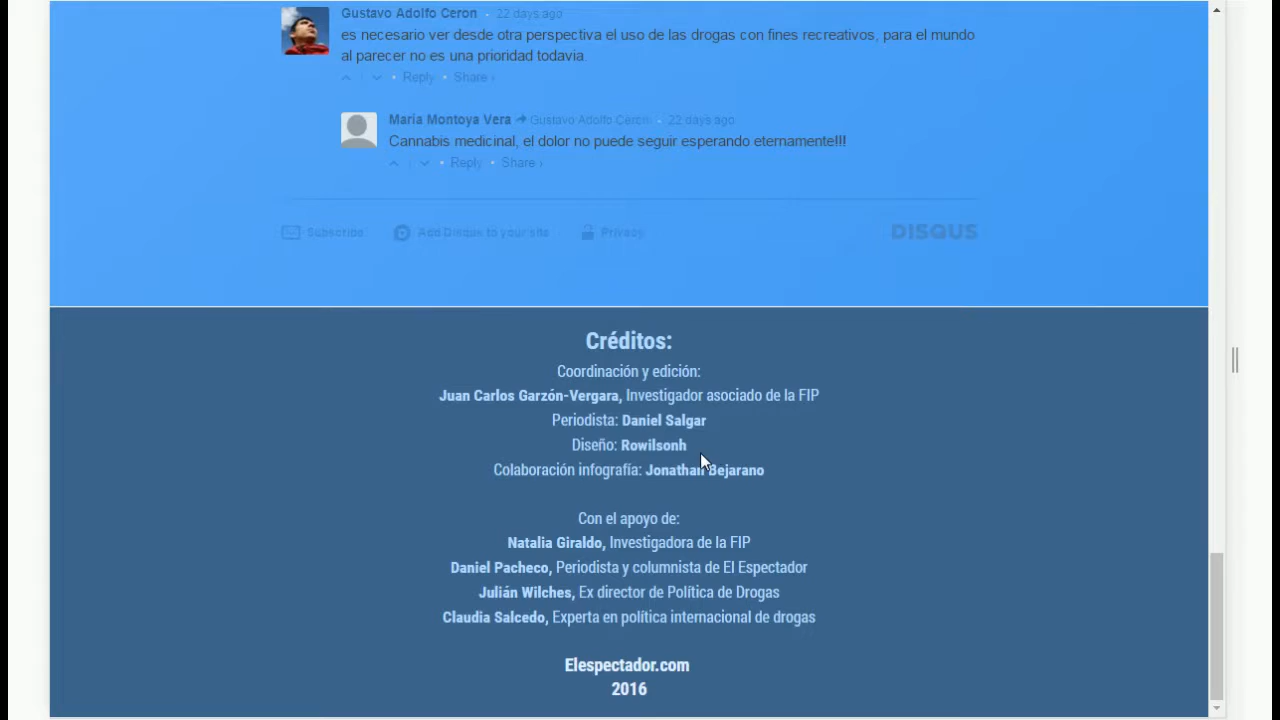 Gustavo Adolfo Ceron · 22 days ago
es necesario ver desde otra perspectiva el uso de las drogas con fines recreativos, para el mundo
al parecer no es una prioridad todavia.
• Reply • Share ›
Maria Montoya Vera Gustavo Adolfo Ceron · 22 days ago
Cannabis medicinal, el dolor no puede seguir esperando eternamente!!!
• Reply • Share ›
Subscribe Add Disqus to your site Privacy DISQUS
Créditos:
Coordinación y edición:
Juan Carlos Garzón-Vergara, Investigador asociado de la FIP
Periodista: Daniel Salgar
Diseño: Rowilsonh
Colaboración infografía: Jonathan Bejarano
Con el apoyo de:
Natalia Giraldo, Investigadora de la FIP
Daniel Pacheco, Periodista y columnista de El Espectador
Julián Wilches, Ex director de Política de Drogas
Claudia Salcedo, Experta en política internacional de drogas
Elespectador.com
2016